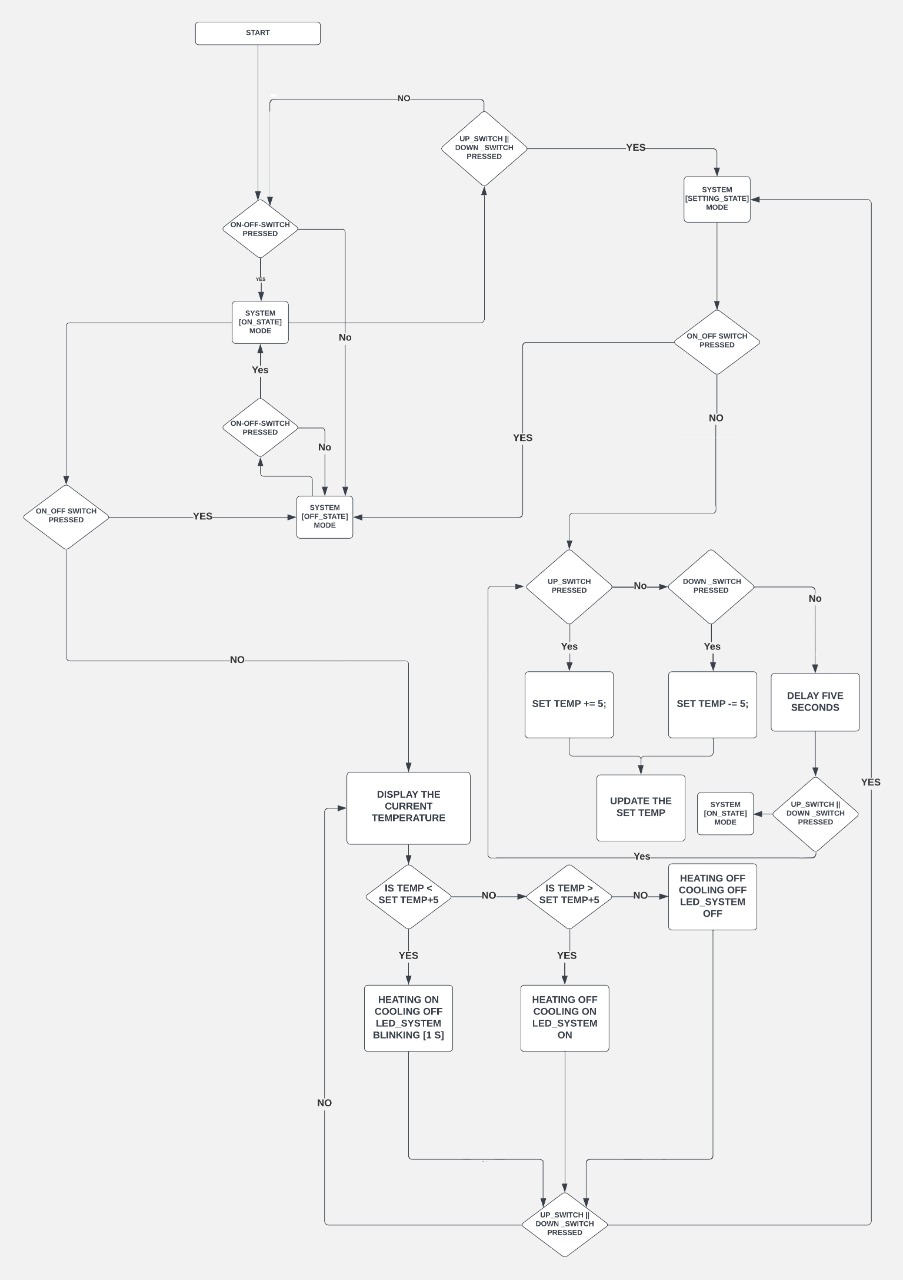 START
NO
UP_SWITCH ||
DOWN _SWITCH
PRESSED
YES
SYSTEM
[SETTING_STATE]
MODE
ON-OFF-SWITCH
PRESSED
YES
SYSTEM
[ON_STATE]
MODE
No
ON_OFF SWITCH
PRESSED
Yes
ON-OFF-SWITCH
PRESSED
No
NO
YES
ON_OFF SWITCH
PRESSED
YES
SYSTEM
[OFF_STATE]
MODE
UP_SWITCH
PRESSED
No
DOWN _SWITCH
PRESSED
No
Yes
Yes
NO
SET TEMP += 5;
SET TEMP -= 5;
DELAY FIVE
SECONDS
YES
DISPLAY THE
CURRENT
TEMPERATURE
UPDATE THE
SET TEMP
SYSTEM
[ON_STATE]
MODE
UP_SWITCH ||
DOWN _SWITCH
PRESSED
Yes
IS TEMP <
SET TEMP+5
NO
IS TEMP >
SET TEMP+5
NO
HEATING OFF
COOLING OFF
LED_SYSTEM
OFF
YES
YES
HEATING ON
COOLING OFF
LED_SYSTEM
BLINKING [1 S]
HEATING OFF
COOLING ON
LED_SYSTEM
ON
NO
UP_SWITCH ||
DOWN _SWITCH
PRESSED